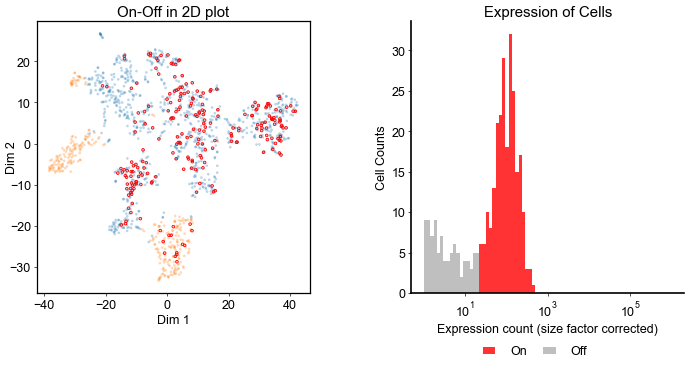 On-Off in 2D plot
20
10
0
−10
−20
−30
Dim 2
−40
−20
0
20
40
Dim 1
Expression of Cells
30
25
20
15
10
5
0
Cell Counts
10^1
10^3
10^5
Expression count (size factor corrected)
On
Off